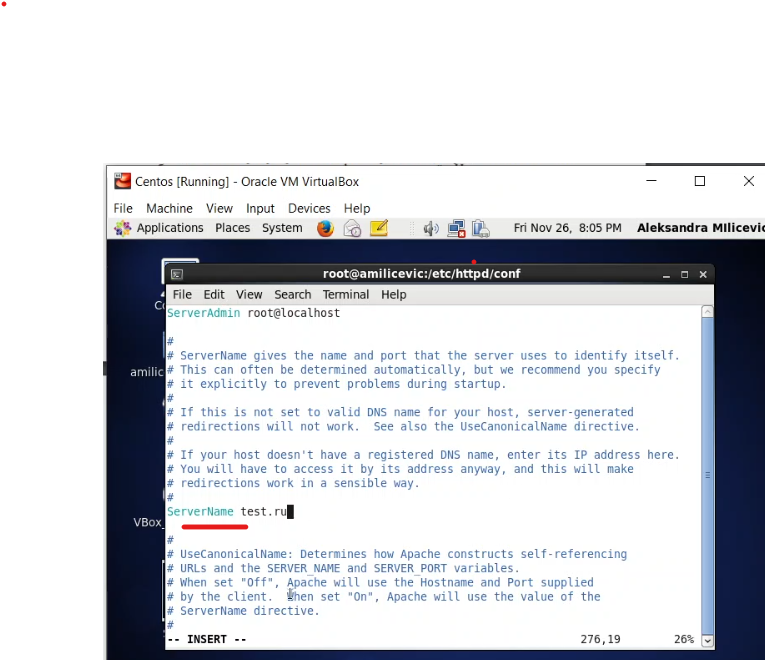 Centos [Running] - Oracle VM VirtualBox
File Machine View Input Devices Help
Applications Places System Fri Nov 26, 8:05 PM Aleksandra MIlicevic
root@amilicevic:/etc/httpd/conf
File Edit View Search Terminal Help
ServerAdmin root@localhost
#
# ServerName gives the name and port that the server uses to identify itself.
# This can often be determined automatically, but we recommend you specify
# it explicitly to prevent problems during startup.
#
# If this is not set to valid DNS name for your host, server-generated
# redirections will not work.  See also the UseCanonicalName directive.
#
# If your host doesn't have a registered DNS name, enter its IP address here.
# You will have to access it by its address anyway, and this will make
# redirections work in a sensible way.
#
ServerName test.ru
#
# UseCanonicalName: Determines how Apache constructs self-referencing
# URLs and the SERVER_NAME and SERVER_PORT variables.
# When set "Off", Apache will use the Hostname and Port supplied
# by the client.  When set "On", Apache will use the value of the
# ServerName directive.
#
-- INSERT -- 276,19 26%
amilic
VBox_